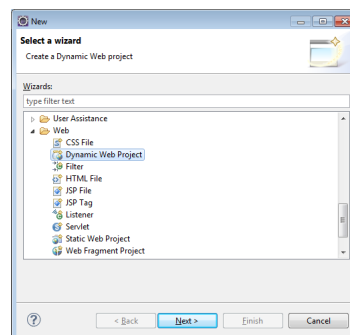 New
Select a wizard
Create a Dynamic Web project
Wizards:
type filter text
User Assistance
Web
CSS File
Dynamic Web Project
Filter
HTML File
JSP File
JSP Tag
Listener
Servlet
Static Web Project
Web Fragment Project
? < Back Next > Finish Cancel